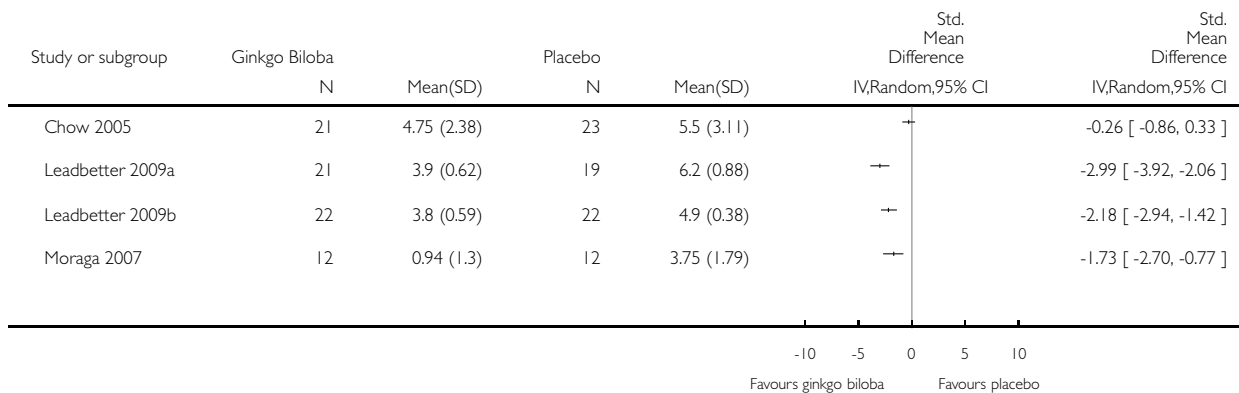 Std. Mean Difference Std. Mean Difference
Study or subgroup Ginkgo Biloba Placebo
N Mean(SD) N Mean(SD) IV,Random,95% CI IV,Random,95% CI
Chow 2005 21 4.75 (2.38) 23 5.5 (3.11) -0.26 [ -0.86, 0.33 ]
Leadbetter 2009a 21 3.9 (0.62) 19 6.2 (0.88) -2.99 [ -3.92, -2.06 ]
Leadbetter 2009b 22 3.8 (0.59) 22 4.9 (0.38) -2.18 [ -2.94, -1.42 ]
Moraga 2007 12 0.94 (1.3) 12 3.75 (1.79) -1.73 [ -2.70, -0.77 ]
-10 -5 0 5 10
Favours ginkgo biloba Favours placebo